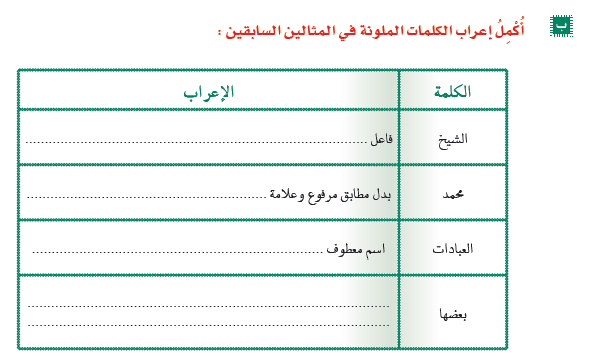 ب
أُكْمِلُ إعراب الكلمات الملونة في المثالين السابقين :
الكلمة الإعراب
الشيخ فاعل ........................................................................................
محمد بدل مطابق مرفوع وعلامة .............................................................
العبادات اسم معطوف ..........................................................................
بعضها ............................................................................................
............................................................................................